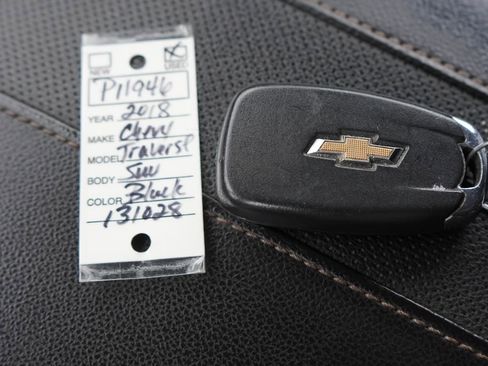 NEW USED
P11946
YEAR 2018
MAKE Chevy
MODEL Traverse
BODY Suv
COLOR Black
131028